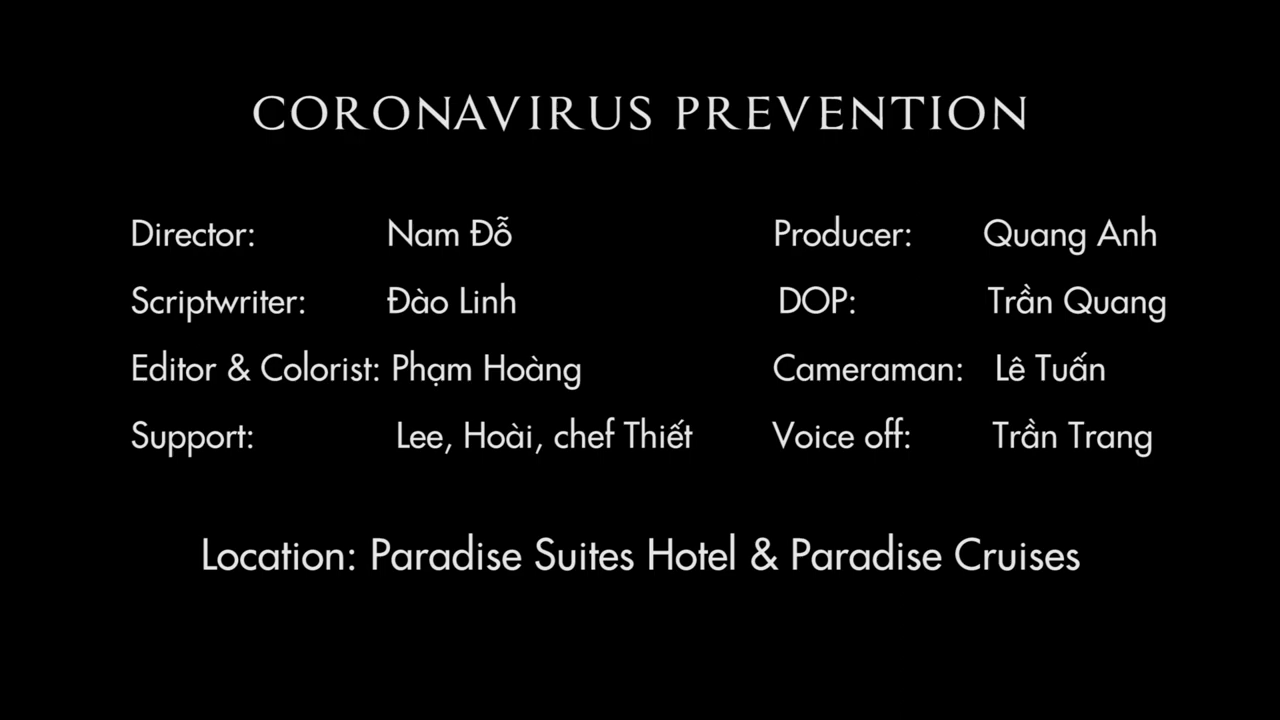 CORONAVIRUS PREVENTION
Director: Nam Đỗ Producer: Quang Anh
Scriptwriter: Đào Linh DOP: Trần Quang
Editor & Colorist: Phạm Hoàng Cameraman: Lê Tuấn
Support: Lee, Hoài, chef Thiết Voice off: Trần Trang
Location: Paradise Suites Hotel & Paradise Cruises